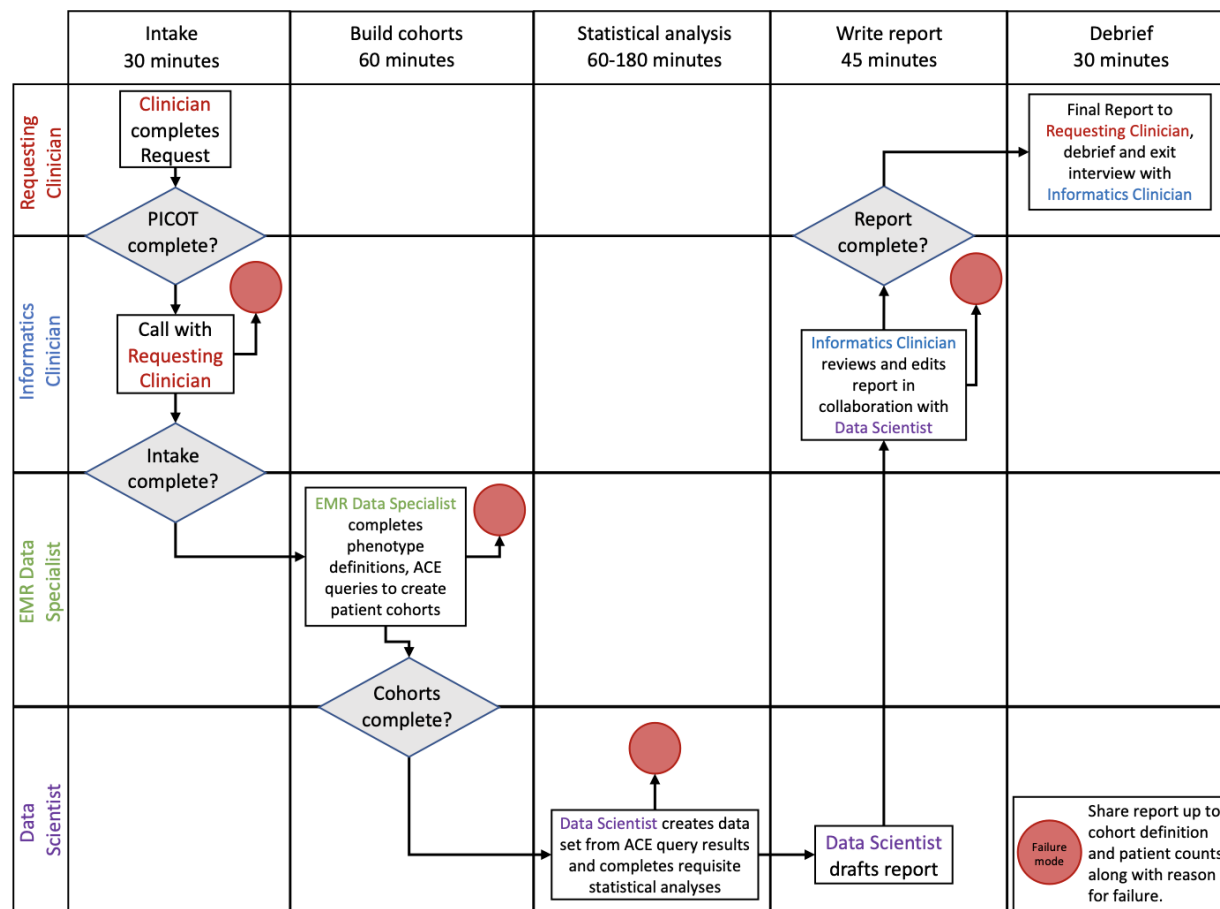 Intake
30 minutes
Build cohorts
60 minutes
Statistical analysis
60-180 minutes
Write report
45 minutes
Debrief
30 minutes
Requesting
Clinician
Clinician
completes
Request
PICOT
complete?
Final Report to
Requesting Clinician,
debrief and exit
interview with
Informatics Clinician
Report
complete?
Informatics
Clinician
Call with
Requesting
Clinician
Intake
complete?
Informatics Clinician
reviews and edits
report in
collaboration with
Data Scientist
EMR Data
Specialist
EMR Data Specialist
completes
phenotype
definitions, ACE
queries to create
patient cohorts
Cohorts
complete?
Data
Scientist
Data Scientist creates data
set from ACE query results
and completes requisite
statistical analyses
Data Scientist
drafts report
Failure
mode
Share report up to
cohort definition
and patient counts
along with reason
for failure.